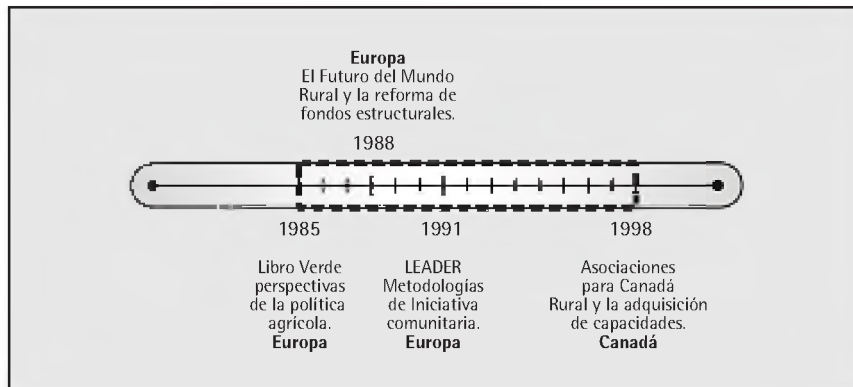 Europa
El Futuro del Mundo
Rural y la reforma de
fondos estructurales.
1988
1985
1991
1998
Libro Verde
perspectivas
de la política
agrícola.
Europa
LEADER
Metodologías
de Iniciativa
comunitaria.
Europa
Asociaciones
para Canadá
Rural y la adquisición
de capacidades.
Canadá